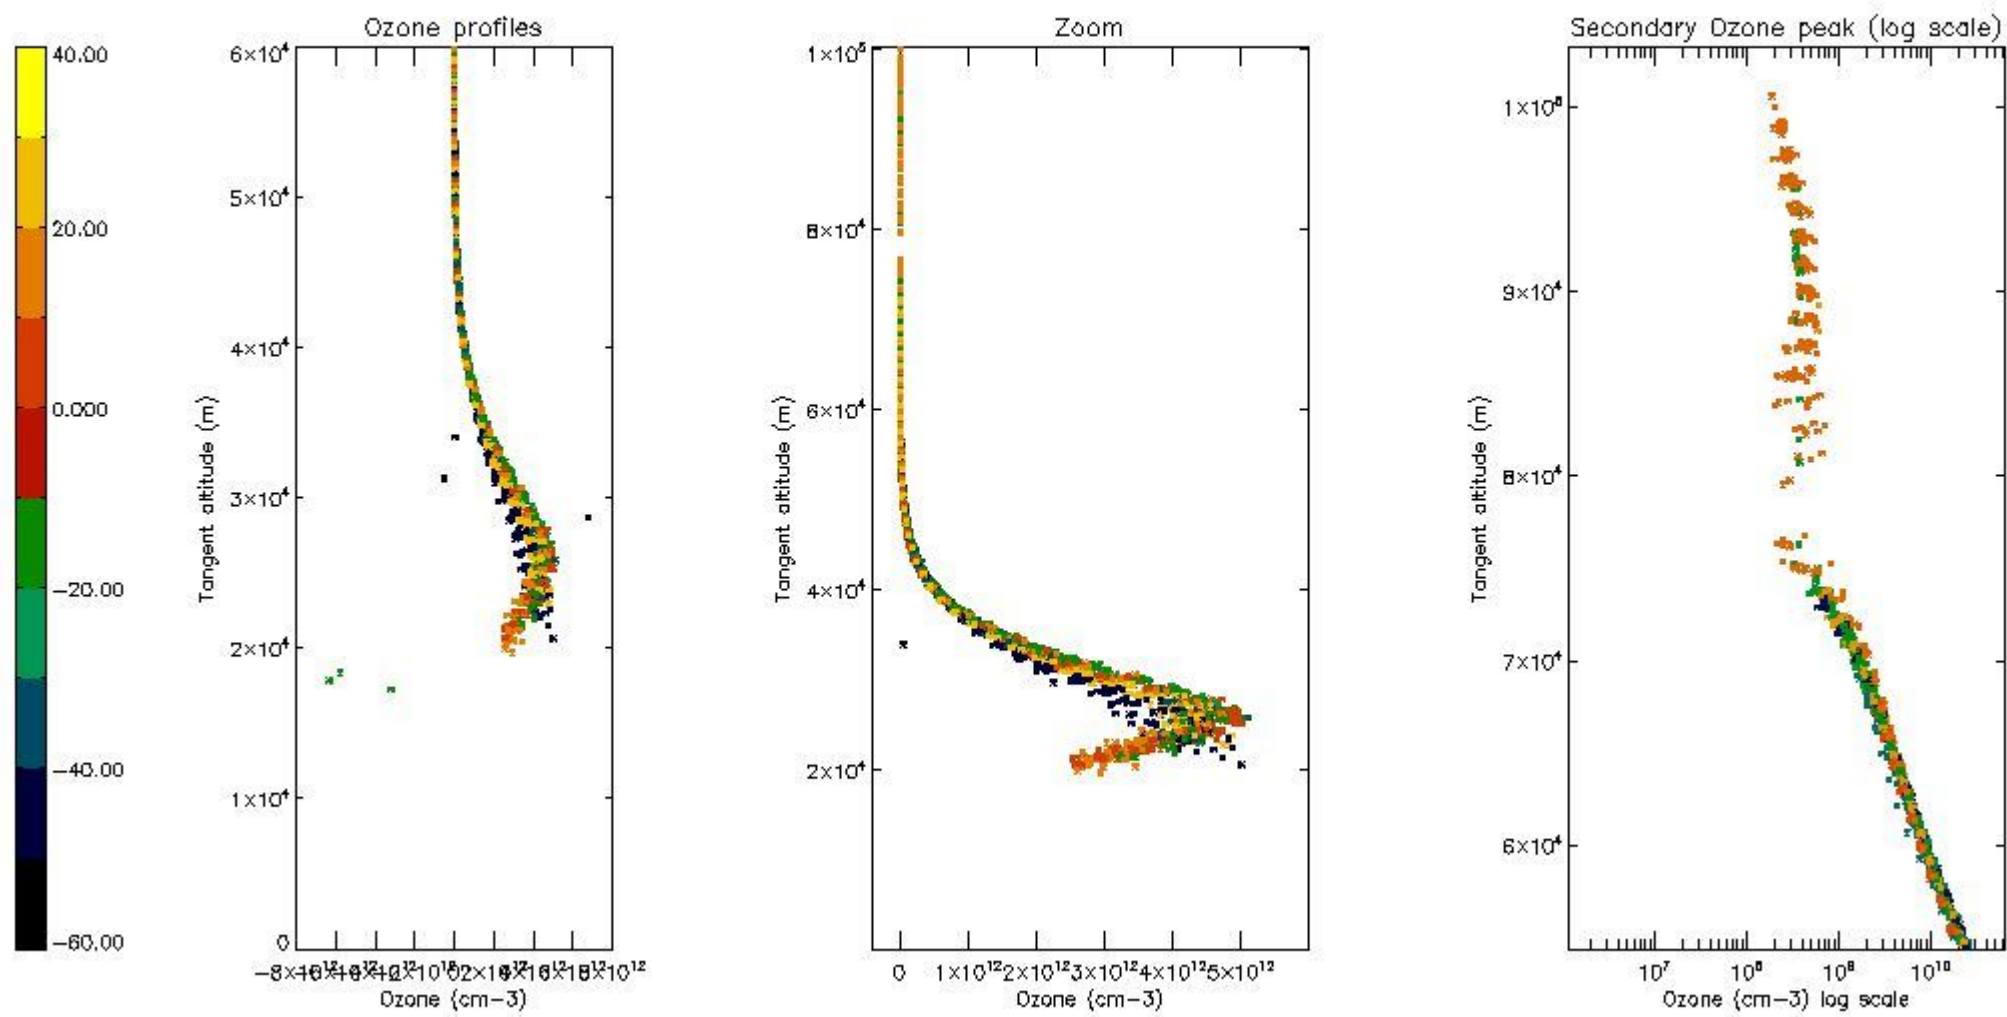 Ozone profiles
Zoom
Secondary Ozone peak (log scale)
40.00
20.00
0.000
−20.00
−40.00
−60.00
6×10⁴
5×10⁴
4×10⁴
3×10⁴
2×10⁴
1×10⁴
0
Tangent altitude (m)
Ozone (cm−3)
1×10⁵
8×10⁴
6×10⁴
4×10⁴
2×10⁴
Tangent altitude (m)
0 1×10¹² 2×10¹² 3×10¹² 4×10¹² 5×10¹²
Ozone (cm−3)
1×10⁵
9×10⁴
8×10⁴
7×10⁴
6×10⁴
Tangent altitude (m)
10⁷ 10⁸ 10⁹ 10¹⁰
Ozone (cm−3) log scale